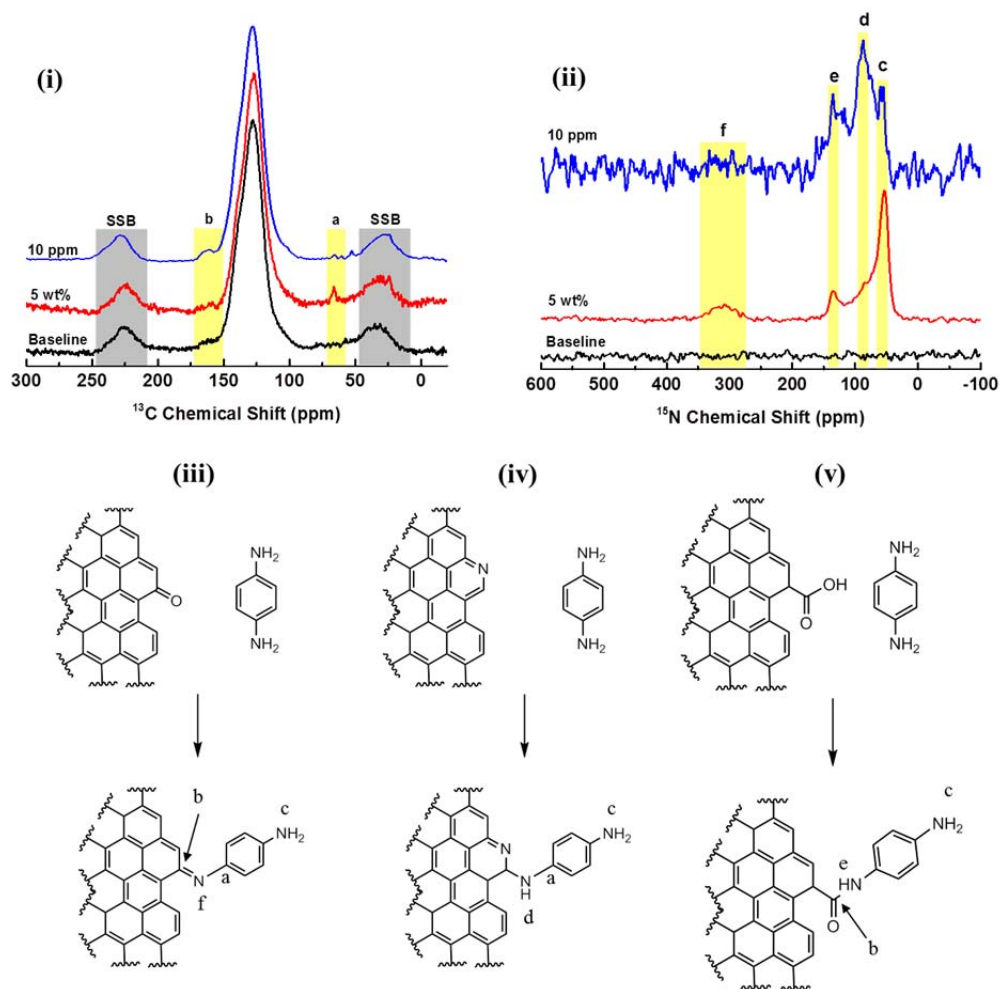 (i)
SSB
b
a
SSB
10 ppm
5 wt%
Baseline
300 250 200 150 100 50 0
¹³C Chemical Shift (ppm)
(ii)
f
e
d
c
10 ppm
5 wt%
Baseline
600 500 400 300 200 100 0 -100
¹⁵N Chemical Shift (ppm)
(iii)
O
NH₂
NH₂
b
c
NH₂
N
a
f
(iv)
N
NH₂
NH₂
c
NH₂
N
N
H
a
d
(v)
OH
O
NH₂
NH₂
c
NH₂
e
HN
O
b